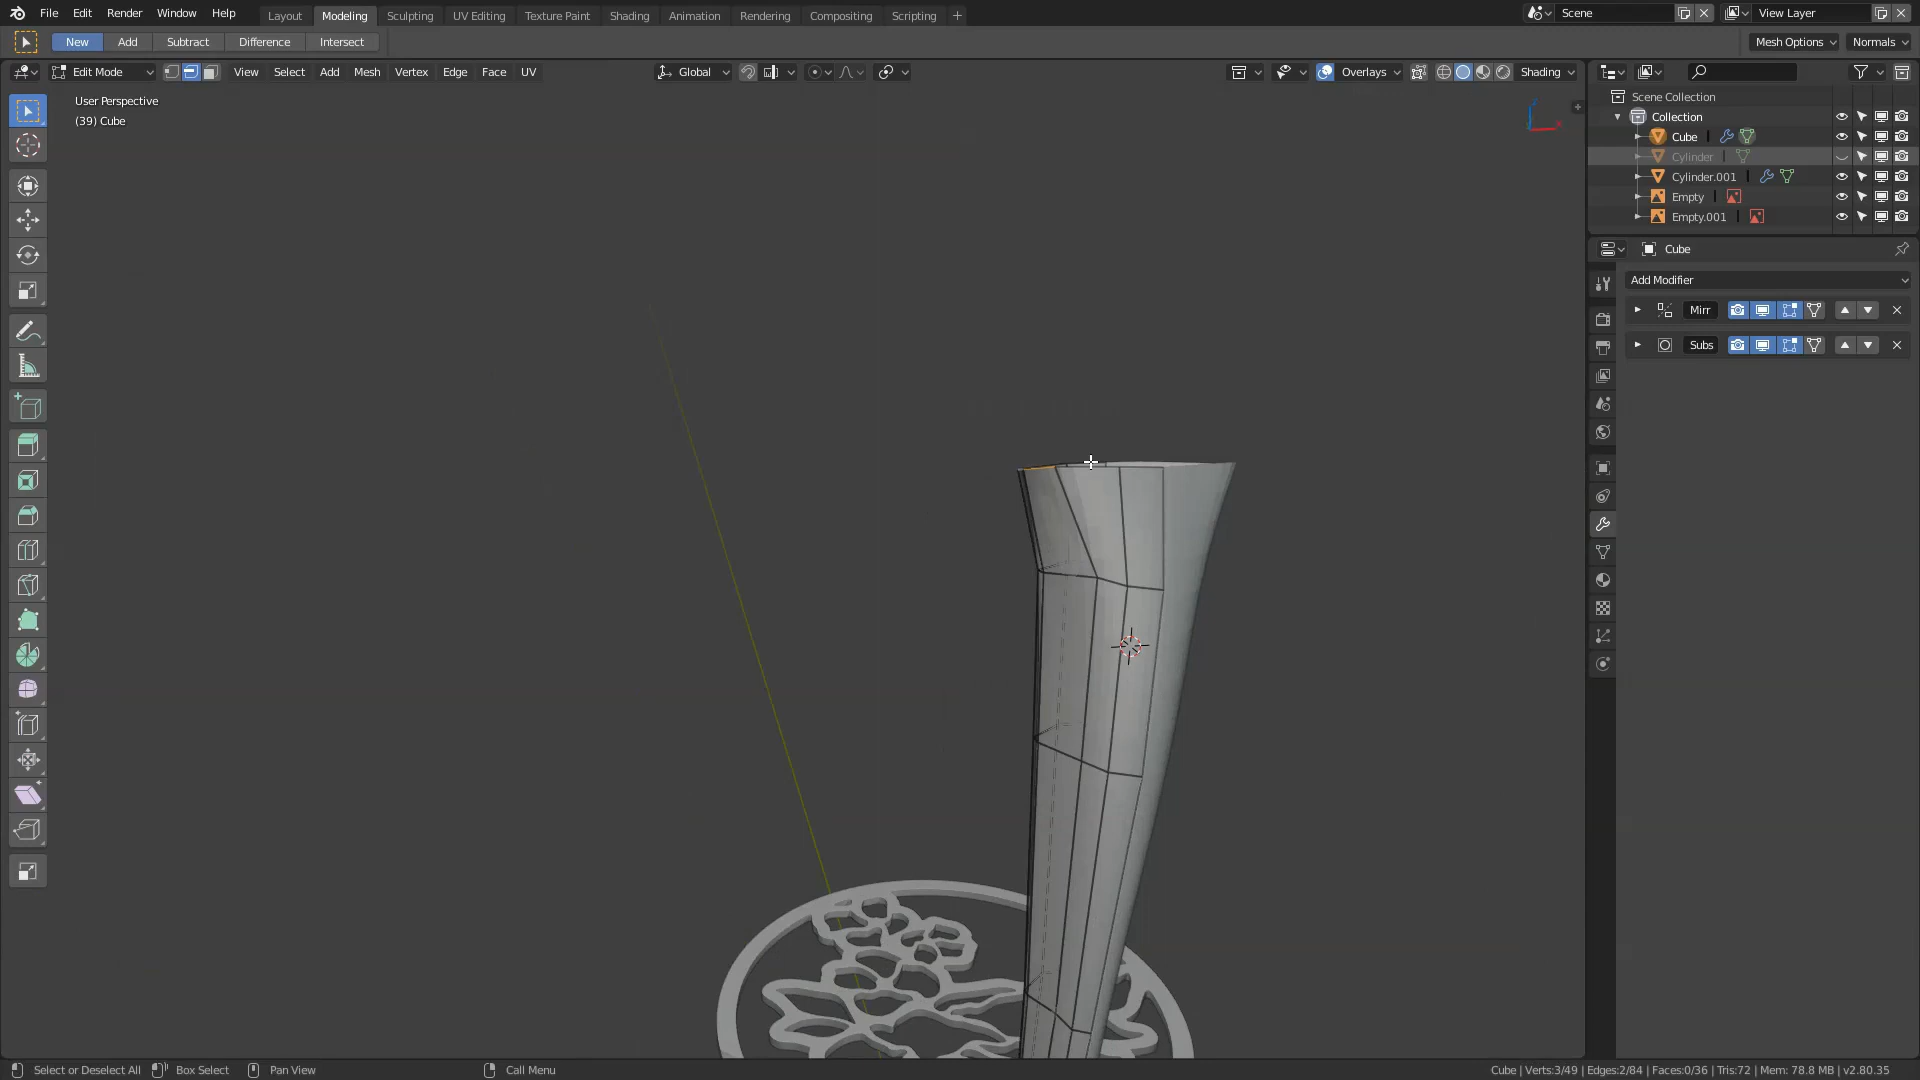 File Edit Render Window Help Layout Modeling Sculpting UV Editing Texture Paint Shading Animation Rendering Compositing Scripting + Scene View Layer
New Add Subtract Difference Intersect Mesh Options Normals
Edit Mode View Select Add Mesh Vertex Edge Face UV Global Overlays Shading
User Perspective
(39) Cube
Scene Collection
Collection
Cube
Cylinder
Cylinder.001
Empty
Empty.001
Cube
Add Modifier
Mirr
Subs
Select or Deselect All Box Select Pan View Call Menu Cube | Verts:3/49 | Edges:2/84 | Faces:0/36 | Tris:72 | Mem: 78.8 MB | v2.80.35